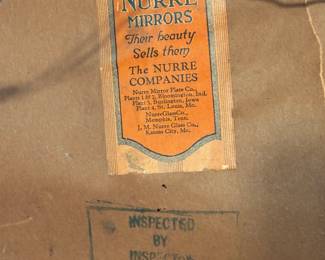 NURRE
MIRRORS
Their beauty
Sells them
The NURRE
COMPANIES
Nurre Mirror Plate Co.,
Plants 1 & 2, Bloomington, Ind.
Plant 3, Burlington, Iowa
Plant 4, St. Louis, Mo.
Nurre Glass Co.,
Memphis, Tenn.
J. M. Nurre Glass Co.,
Kansas City, Mo.
INSPECTED
BY
INSPECTOR